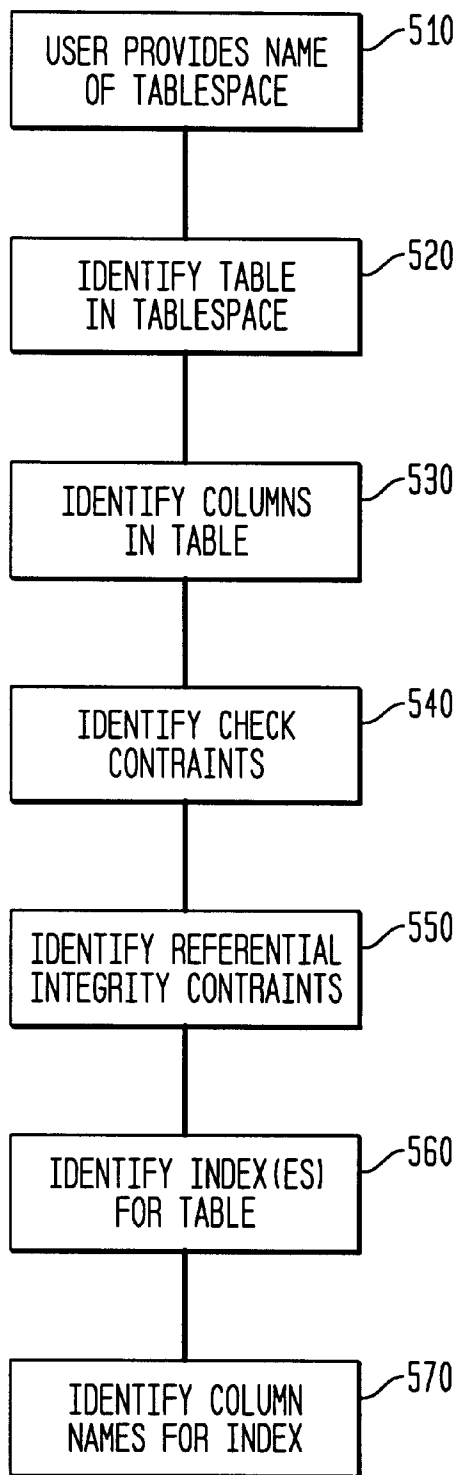 510
USER PROVIDES NAME
OF TABLESPACE
520
IDENTIFY TABLE
IN TABLESPACE
530
IDENTIFY COLUMNS
IN TABLE
540
IDENTIFY CHECK
CONTRAINTS
550
IDENTIFY REFERENTIAL
INTEGRITY CONTRAINTS
560
IDENTIFY INDEX(ES)
FOR TABLE
570
IDENTIFY COLUMN
NAMES FOR INDEX